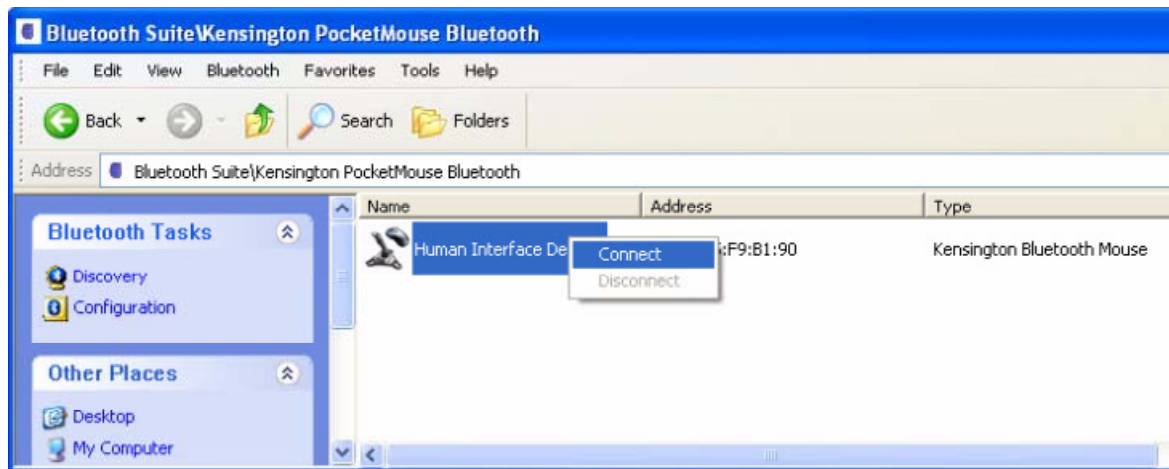 Bluetooth Suite\Kensington PocketMouse Bluetooth
File Edit View Bluetooth Favorites Tools Help
Back Search Folders
Address Bluetooth Suite\Kensington PocketMouse Bluetooth
Name Address Type
Bluetooth Tasks
Human Interface De Connect :F9:B1:90 Kensington Bluetooth Mouse
Disconnect
Discovery
Configuration
Other Places
Desktop
My Computer